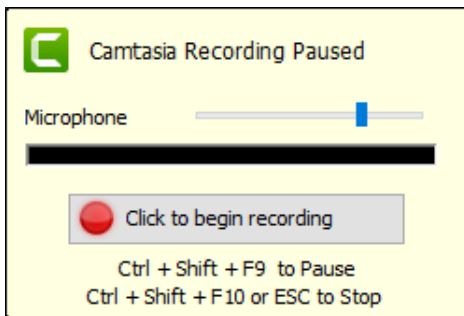 Camtasia Recording Paused
Microphone
Click to begin recording
Ctrl + Shift + F9 to Pause
Ctrl + Shift + F10 or ESC to Stop